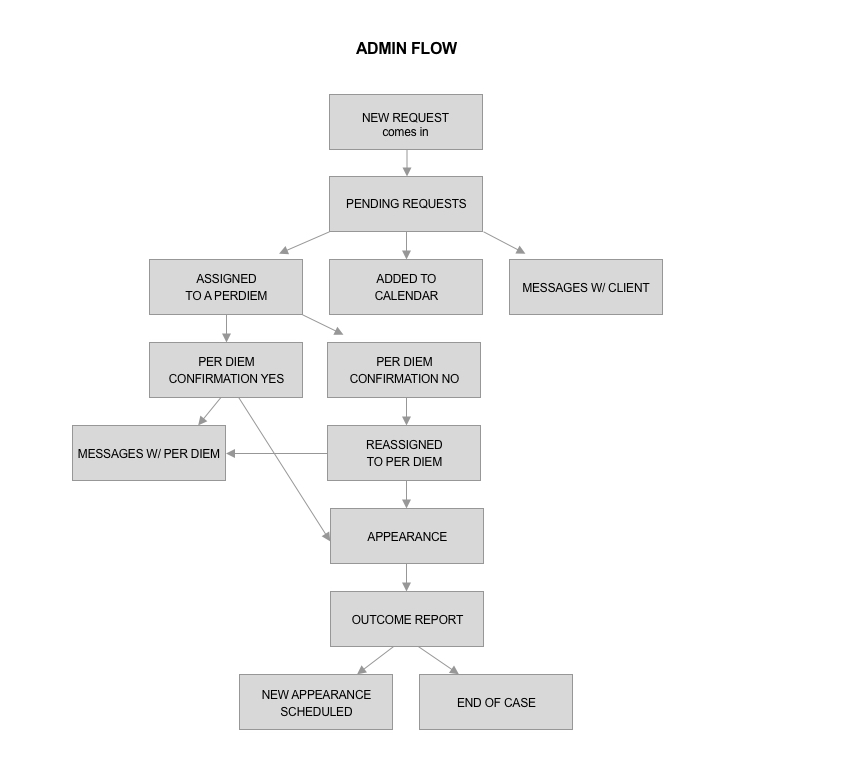 ADMIN FLOW
NEW REQUEST
comes in
PENDING REQUESTS
ASSIGNED
TO A PERDIEM
ADDED TO
CALENDAR
MESSAGES W/ CLIENT
PER DIEM
CONFIRMATION YES
PER DIEM
CONFIRMATION NO
MESSAGES W/ PER DIEM
REASSIGNED
TO PER DIEM
APPEARANCE
OUTCOME REPORT
NEW APPEARANCE
SCHEDULED
END OF CASE